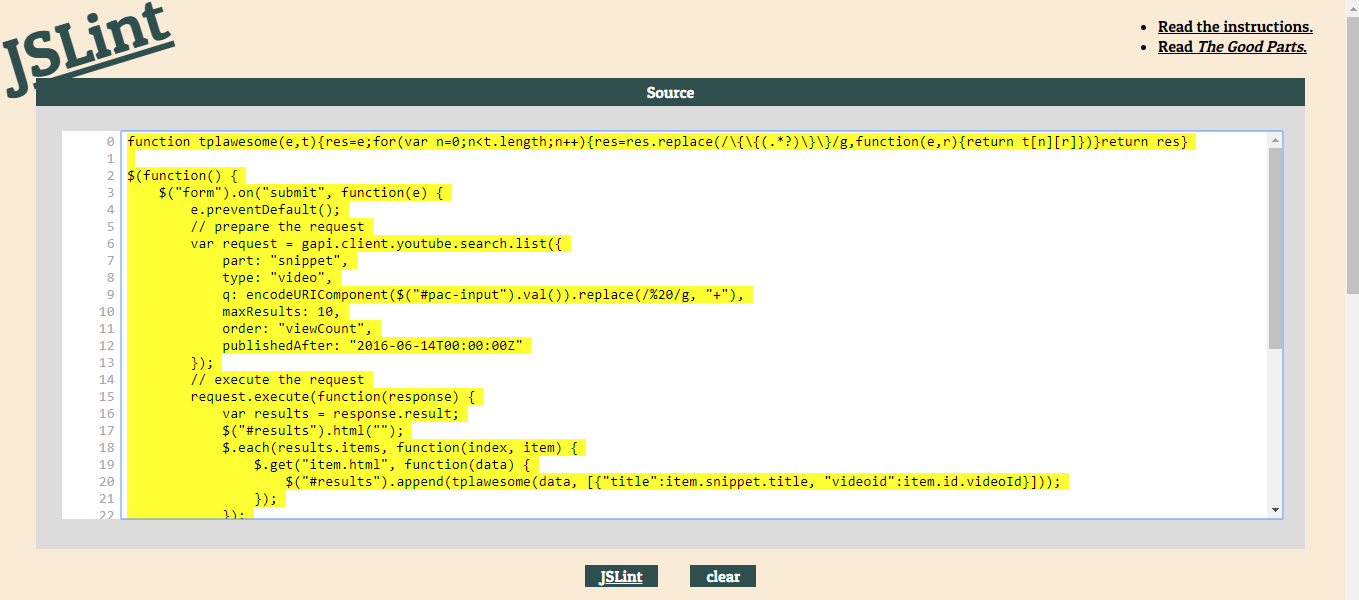 JSLint
Read the instructions.
Read The Good Parts.
Source
0 function tplawesome(e,t){res=e;for(var n=0;n<t.length;n++){res=res.replace(/\{\{(.*?)\}\}/g,function(e,r){return t[n][r]})}return res}
1
2 $(function() {
3     $("form").on("submit", function(e) {
4         e.preventDefault();
5         // prepare the request
6         var request = gapi.client.youtube.search.list({
7             part: "snippet",
8             type: "video",
9             q: encodeURIComponent($("#pac-input").val()).replace(/%20/g, "+"),
10             maxResults: 10,
11             order: "viewCount",
12             publishedAfter: "2016-06-14T00:00:00Z"
13         });
14         // execute the request
15         request.execute(function(response) {
16             var results = response.result;
17             $("#results").html("");
18             $.each(results.items, function(index, item) {
19                 $.get("item.html", function(data) {
20                     $("#results").append(tplawesome(data, [{"title":item.snippet.title, "videoid":item.id.videoId}]));
21                 });
22             });
JSLint
clear